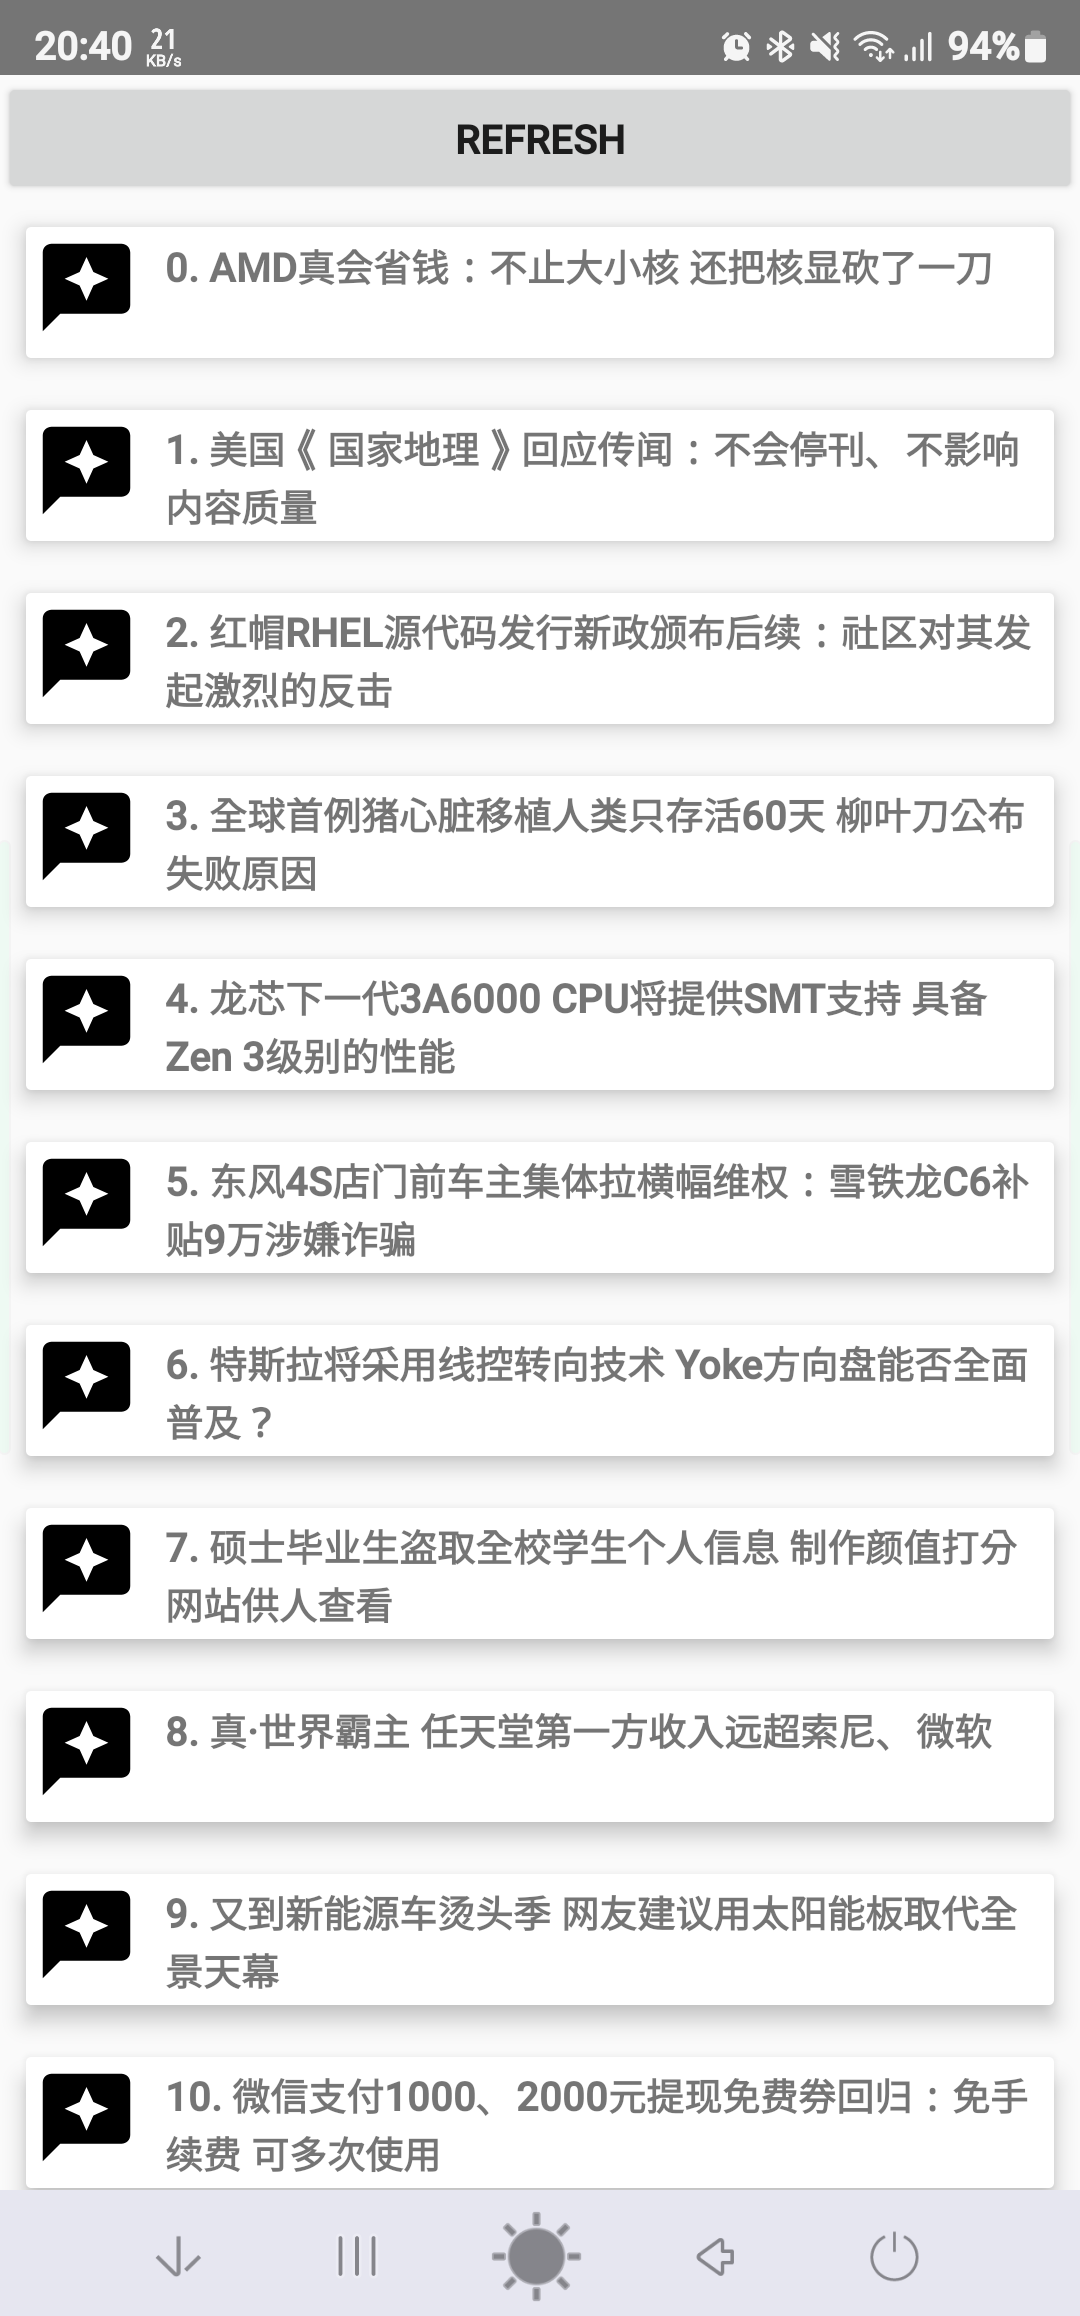 20:40 21 KB/s 94%
REFRESH
0. AMD真会省钱：不止大小核 还把核显砍了一刀
1. 美国《国家地理》回应传闻：不会停刊、不影响
内容质量
2. 红帽RHEL源代码发行新政颁布后续：社区对其发
起激烈的反击
3. 全球首例猪心脏移植人类只存活60天 柳叶刀公布
失败原因
4. 龙芯下一代3A6000 CPU将提供SMT支持 具备
Zen 3级别的性能
5. 东风4S店门前车主集体拉横幅维权：雪铁龙C6补
贴9万涉嫌诈骗
6. 特斯拉将采用线控转向技术 Yoke方向盘能否全面
普及？
7. 硕士毕业生盗取全校学生个人信息 制作颜值打分
网站供人查看
8. 真·世界霸主 任天堂第一方收入远超索尼、微软
9. 又到新能源车烫头季 网友建议用太阳能板取代全
景天幕
10. 微信支付1000、2000元提现免费券回归：免手
续费 可多次使用